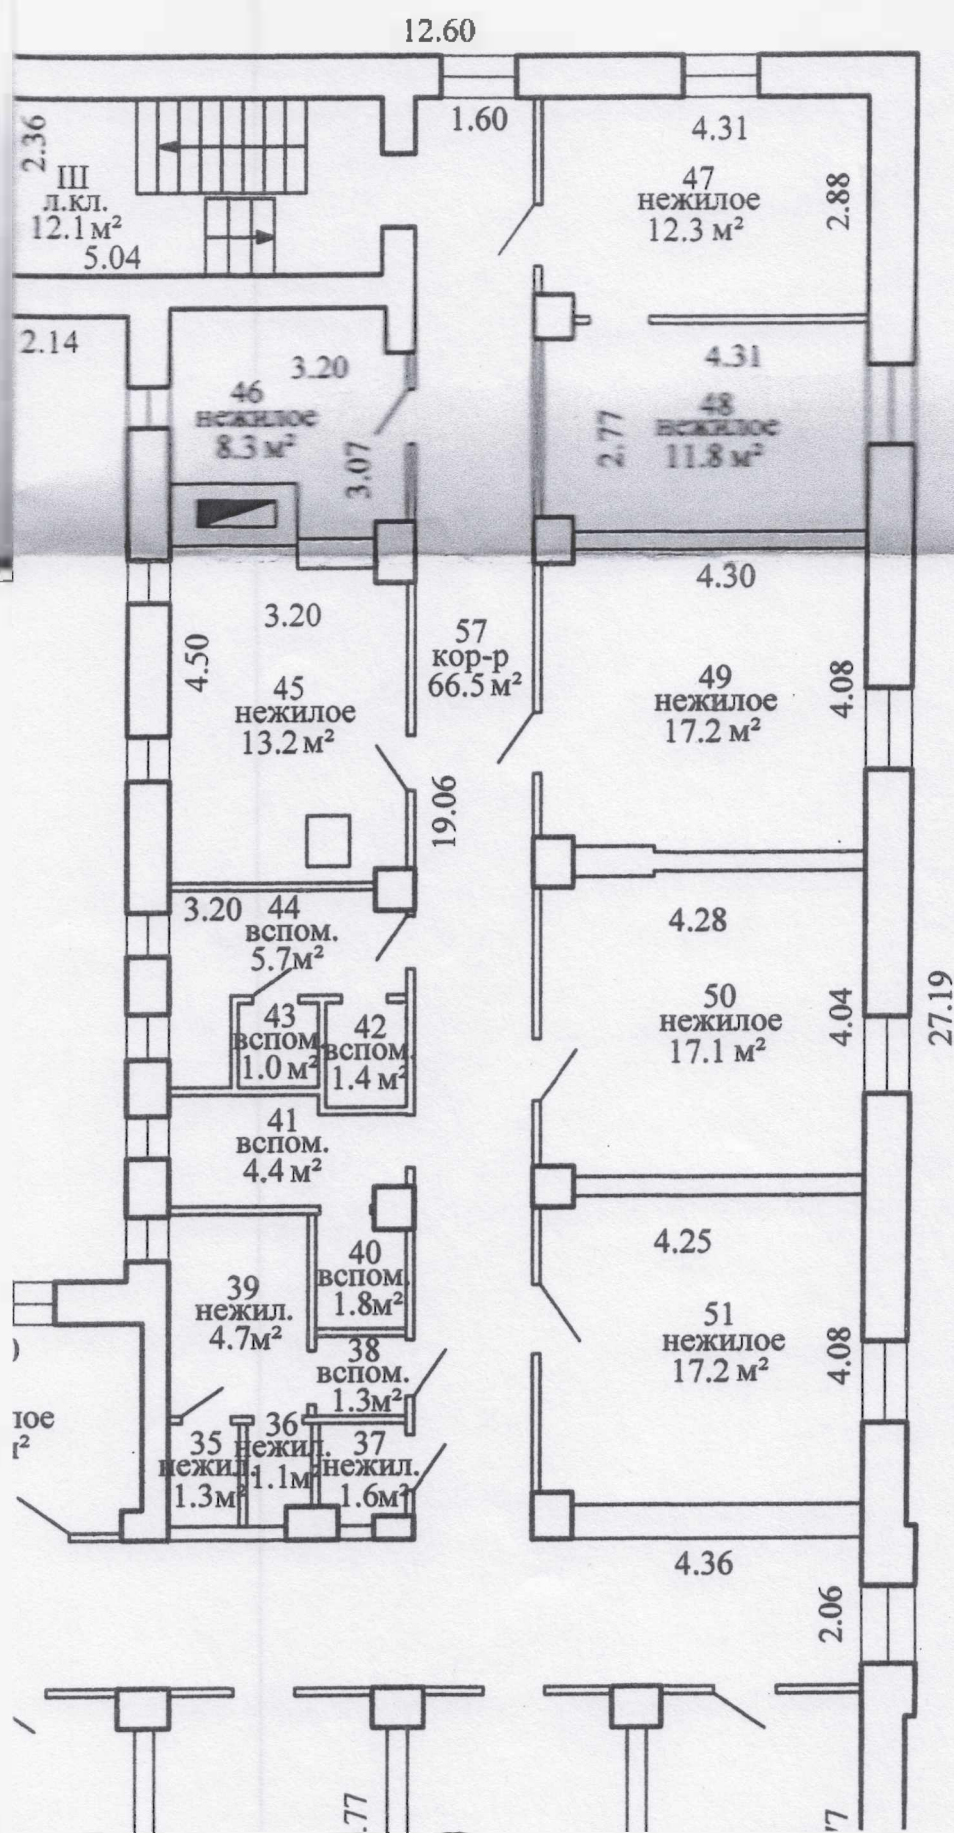 12.60
1.60
4.31
2.36
III
л.кл.
12.1 м²
5.04
47
нежилое
12.3 м²
2.88
2.14
3.20
46
нежилое
8.3 м²
3.07
4.31
48
нежилое
11.8 м²
2.77
4.30
3.20
4.50
45
нежилое
13.2 м²
57
кор-р
66.5 м²
49
нежилое
17.2 м²
4.08
19.06
3.20
44
вспом.
5.7м²
4.28
43
вспом.
1.0 м²
42
вспом.
1.4 м²
50
нежилое
17.1 м²
4.04
27.19
41
вспом.
4.4 м²
40
вспом.
1.8м²
4.25
39
нежил.
4.7м²
51
нежилое
17.2 м²
4.08
38
вспом.
1.3м²
лое
35
нежил.
1.3м²
36
нежил.
1.1м²
37
нежил.
1.6м²
4.36
2.06
.77